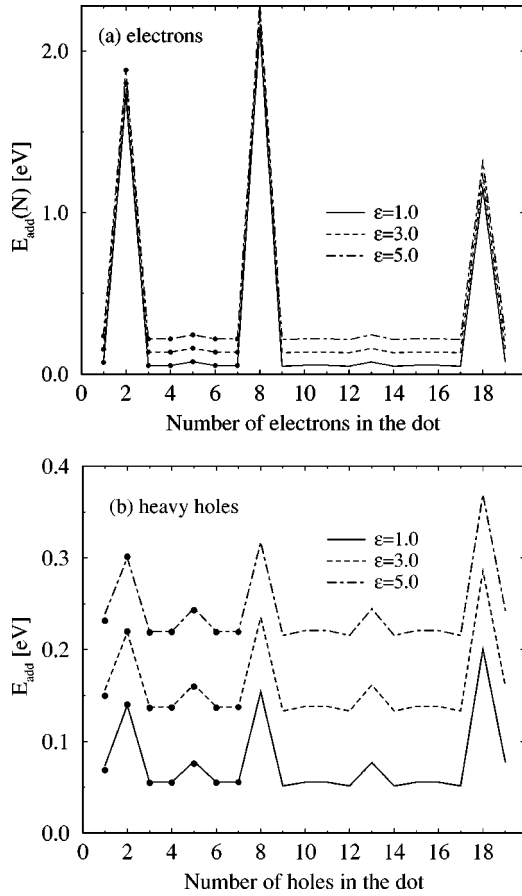 (a) electrons
E_add(N) [eV]
2.0
1.0
0.0
ε=1.0
ε=3.0
ε=5.0
0 2 4 6 8 10 12 14 16 18
Number of electrons in the dot
(b) heavy holes
E_add [eV]
0.4
0.3
0.2
0.1
0.0
ε=1.0
ε=3.0
ε=5.0
0 2 4 6 8 10 12 14 16 18
Number of holes in the dot